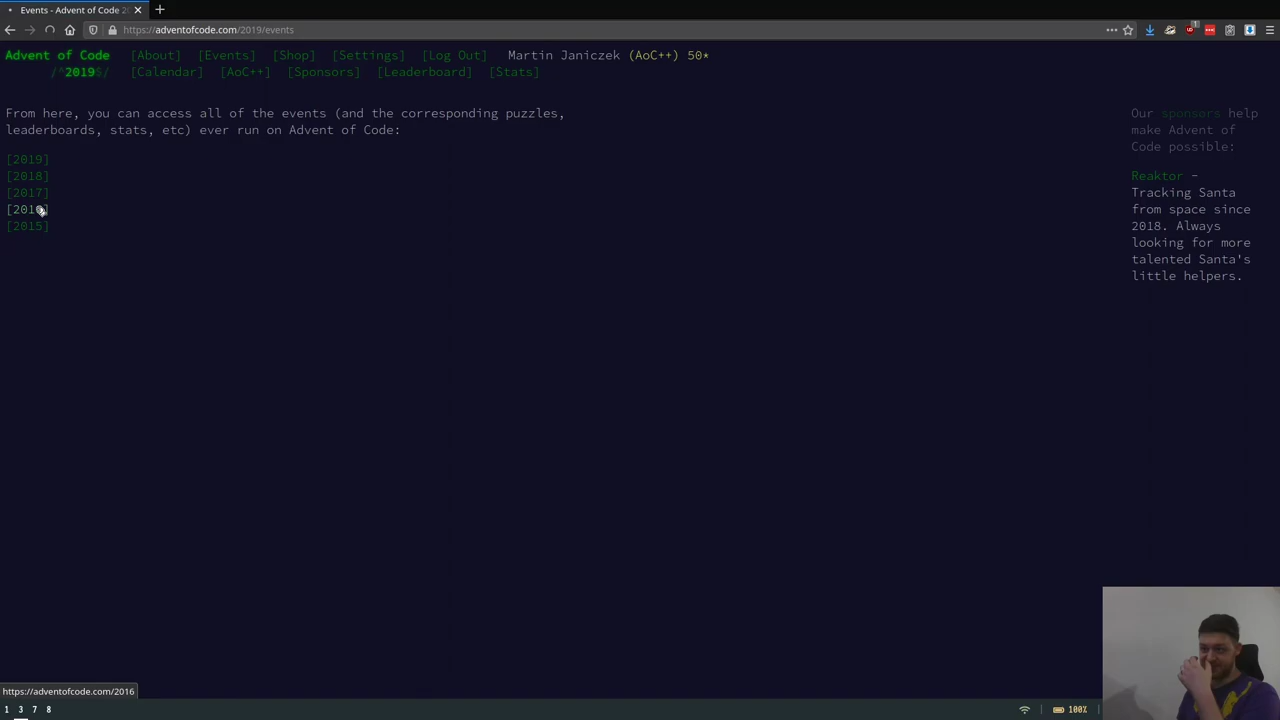 Events - Advent of Code 20
https://adventofcode.com/2019/events
1
Advent of Code [About] [Events] [Shop] [Settings] [Log Out] Martin Janiczek (AoC++) 50*
/^2019$/ [Calendar] [AoC++] [Sponsors] [Leaderboard] [Stats]
From here, you can access all of the events (and the corresponding puzzles,
leaderboards, stats, etc) ever run on Advent of Code:
[2019]
[2018]
[2017]
[2016]
[2015]
Our sponsors help
make Advent of
Code possible:
Reaktor -
Tracking Santa
from space since
2018. Always
looking for more
talented Santa's
little helpers.
https://adventofcode.com/2016
1 3 7 8
100%